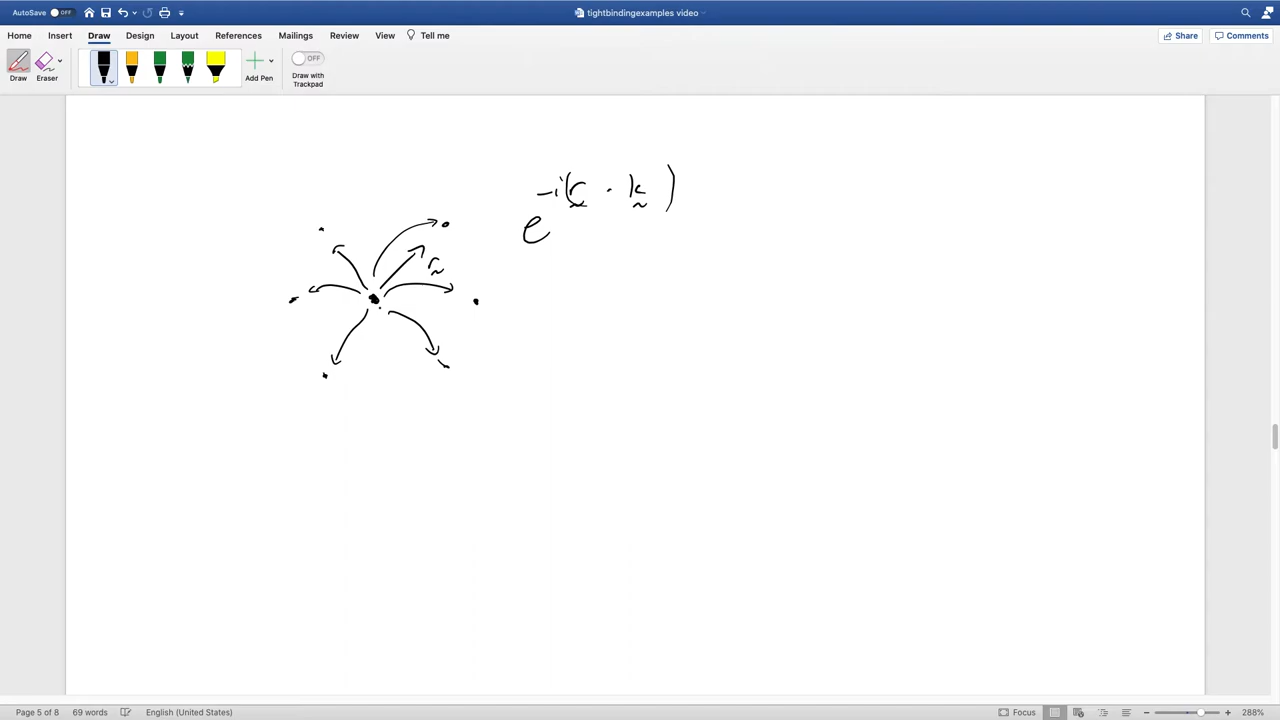 AutoSave OFF
tightbindingexamples video
Home Insert Draw Design Layout References Mailings Review View Tell me
Share Comments
OFF
Draw Eraser Add Pen Draw with
Trackpad
-i(r · k)
e
r
Page 5 of 8 69 words English (United States)
Focus 288%